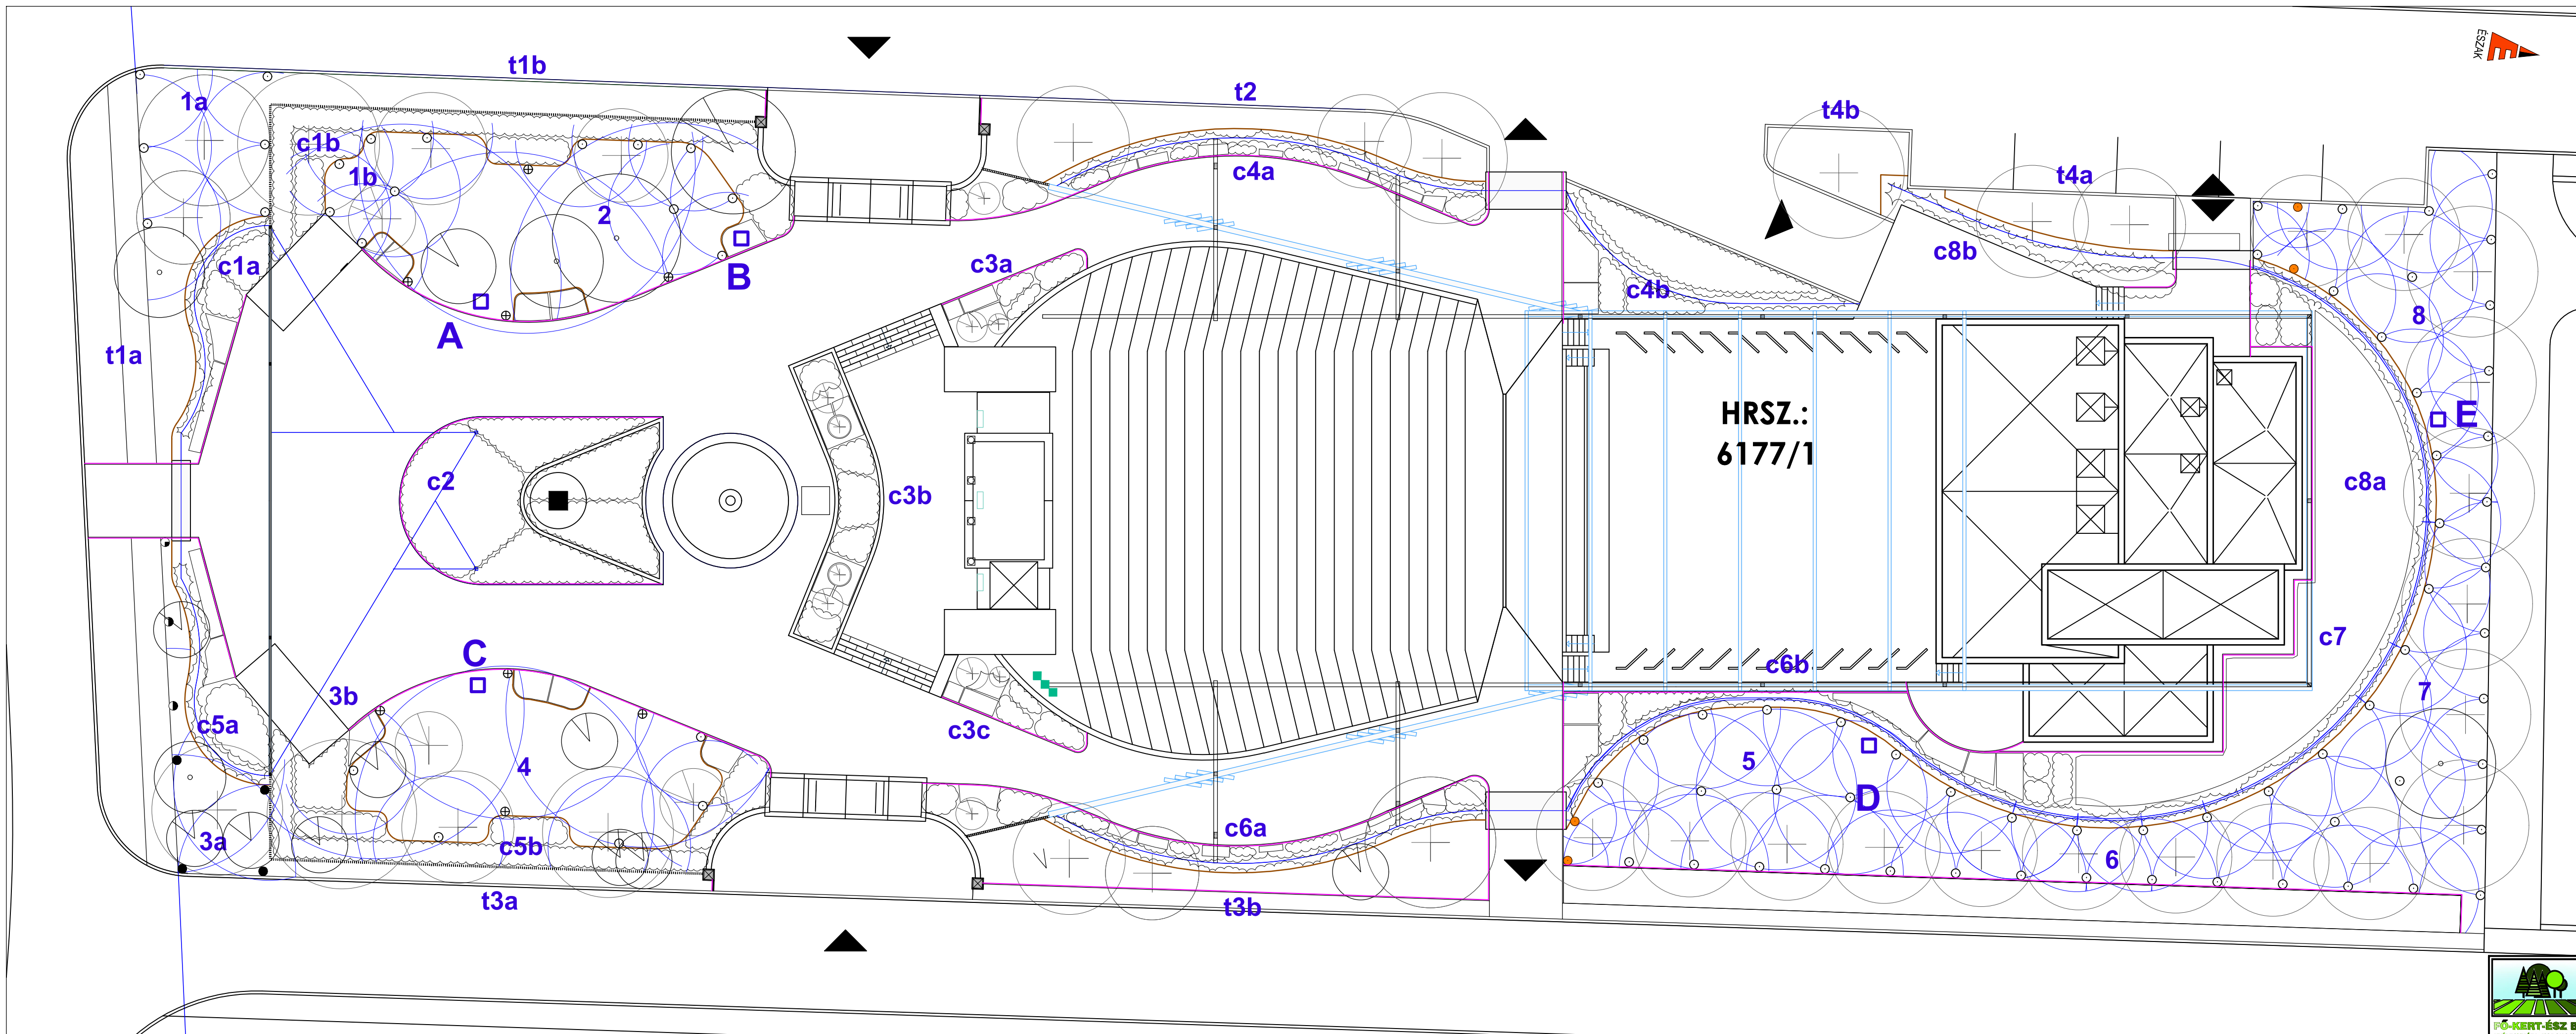 ÉSZAK
t1b
t2
1a
t4b
c1b
1b
c4a
t4a
2
c1a
B
c3a
c8b
c4b
8
A
t1a
HRSZ.:
6177/1
E
c2
c3b
c8a
C
c7
c6b
3b
7
c5a
c3c
4
5
D
c6a
3a
c5b
6
t3a
t3b
FŐ-KERT-ÉSZ